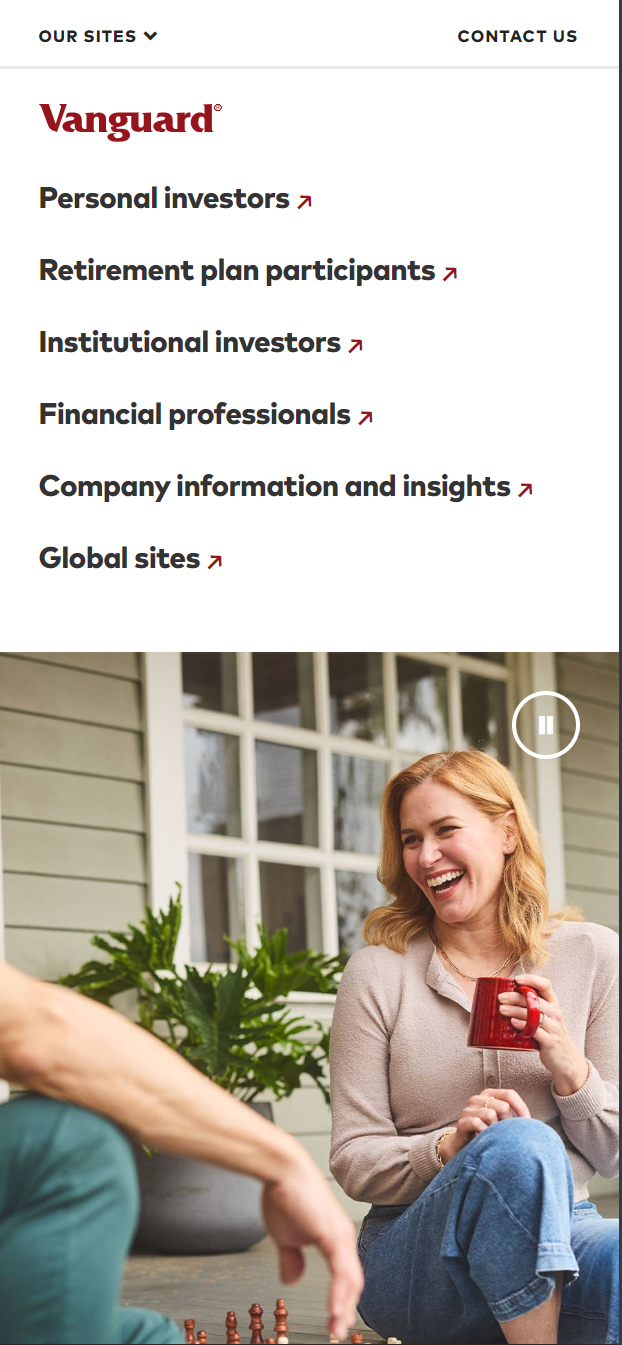 OUR SITES
CONTACT US
Vanguard®
Personal investors
Retirement plan participants
Institutional investors
Financial professionals
Company information and insights
Global sites